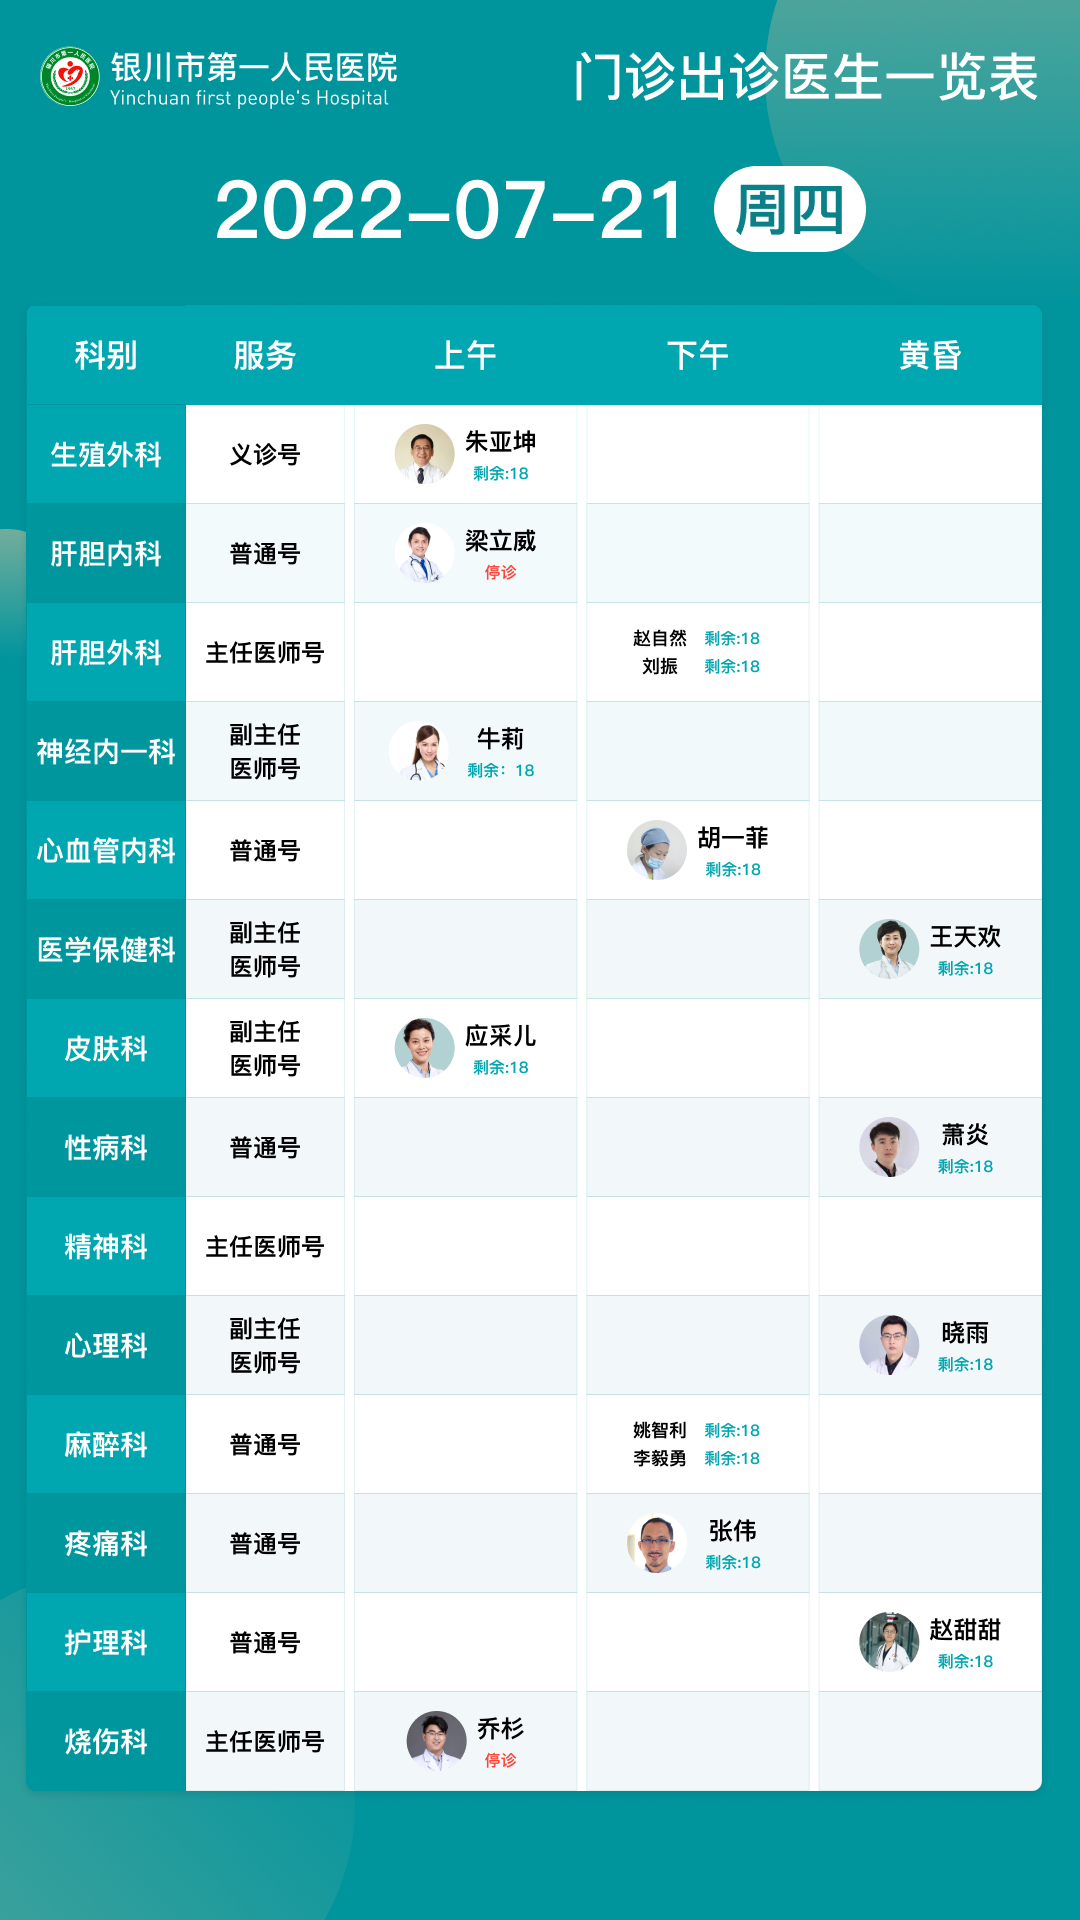 银川市第一人民医院
Yinchuan first people's Hospital
门诊出诊医生一览表
2022-07-21 周四
科别 服务 上午 下午 黄昏
生殖外科 义诊号 朱亚坤
剩余:18
肝胆内科 普通号 梁立威
停诊
肝胆外科 主任医师号 赵自然 剩余:18
刘振 剩余:18
神经内一科 副主任
医师号 牛莉
剩余：18
心血管内科 普通号 胡一菲
剩余:18
医学保健科 副主任
医师号 王天欢
剩余:18
皮肤科 副主任
医师号 应采儿
剩余:18
性病科 普通号 萧炎
剩余:18
精神科 主任医师号
心理科 副主任
医师号 晓雨
剩余:18
麻醉科 普通号 姚智利 剩余:18
李毅勇 剩余:18
疼痛科 普通号 张伟
剩余:18
护理科 普通号 赵甜甜
剩余:18
烧伤科 主任医师号 乔杉
停诊